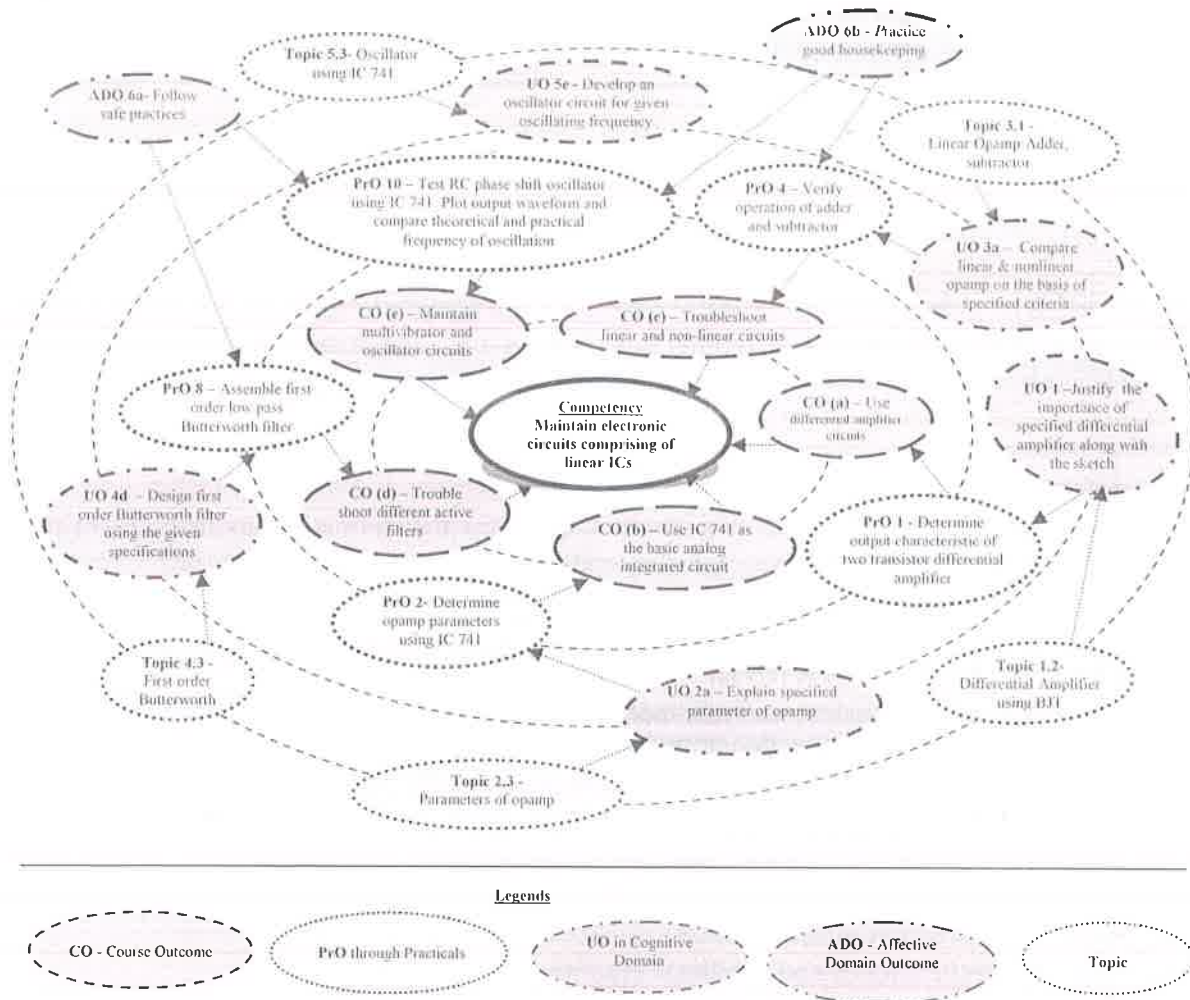 ADO 6b - Practice
good housekeeping
Topic 5.3- Oscillator
using IC 741
UO 5e - Develop an
oscillator circuit for given
oscillating frequency
ADO 6a- Follow
safe practices
Topic 3.1 -
Linear Opamp Adder,
subtractor
PrO 10 – Test RC phase shift oscillator
using IC 741. Plot output waveform and
compare theoretical and practical
frequency of oscillation
PrO 4 – Verify
operation of adder
and subtractor
UO 3a – Compare
linear & nonlinear
opamp on the basis of
specified criteria
CO (e) – Maintain
multivibrator and
oscillator circuits
CO (c) – Troubleshoot
linear and non-linear circuits
PrO 8 – Assemble first
order low pass
Butterworth filter
Competency
Maintain electronic
circuits comprising of
linear ICs
CO (a) – Use
differential amplifier
circuits
UO 1 –Justify the
importance of
specified differential
amplifier along with
the sketch
UO 4d – Design first
order Butterworth filter
using the given
specifications
CO (d) – Trouble
shoot different active
filters
CO (b) – Use IC 741 as
the basic analog
integrated circuit
PrO 1 - Determine
output characteristic of
two transistor differential
amplifier
PrO 2- Determine
opamp parameters
using IC 741
Topic 4.3 -
First order
Butterworth
UO 2a – Explain specified
parameter of opamp
Topic 1.2-
Differential Amplifier
using BJT
Topic 2.3 -
Parameters of opamp
Legends
CO - Course Outcome
PrO through Practicals
UO in Cognitive
Domain
ADO - Affective
Domain Outcome
Topic